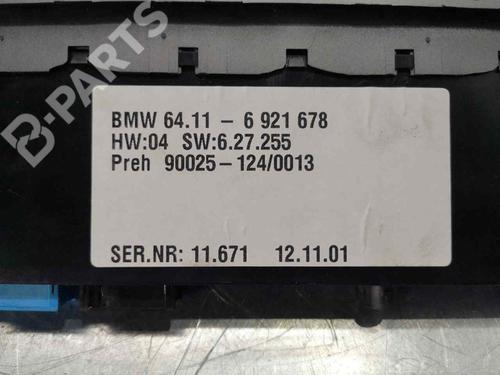 B-PARTS
BMW 64.11 - 6 921 678
HW:04 SW:6.27.255
Preh 90025-124/0013
SER.NR: 11.671 12.11.01